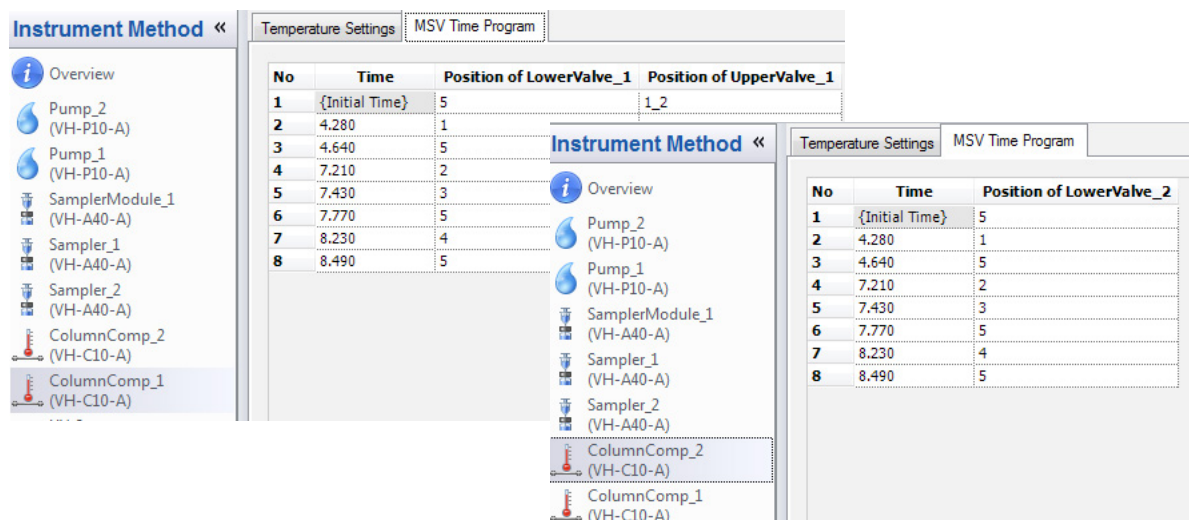 Instrument Method «
Overview
Pump_2
(VH-P10-A)
Pump_1
(VH-P10-A)
SamplerModule_1
(VH-A40-A)
Sampler_1
(VH-A40-A)
Sampler_2
(VH-A40-A)
ColumnComp_2
(VH-C10-A)
ColumnComp_1
(VH-C10-A)
Temperature Settings MSV Time Program
No Time Position of LowerValve_1 Position of UpperValve_1
1 {Initial Time} 5 1_2
2 4.280 1
3 4.640 5
4 7.210 2
5 7.430 3
6 7.770 5
7 8.230 4
8 8.490 5
Instrument Method «
Overview
Pump_2
(VH-P10-A)
Pump_1
(VH-P10-A)
SamplerModule_1
(VH-A40-A)
Sampler_1
(VH-A40-A)
Sampler_2
(VH-A40-A)
ColumnComp_2
(VH-C10-A)
ColumnComp_1
(VH-C10-A)
Temperature Settings MSV Time Program
No Time Position of LowerValve_2
1 {Initial Time} 5
2 4.280 1
3 4.640 5
4 7.210 2
5 7.430 3
6 7.770 5
7 8.230 4
8 8.490 5